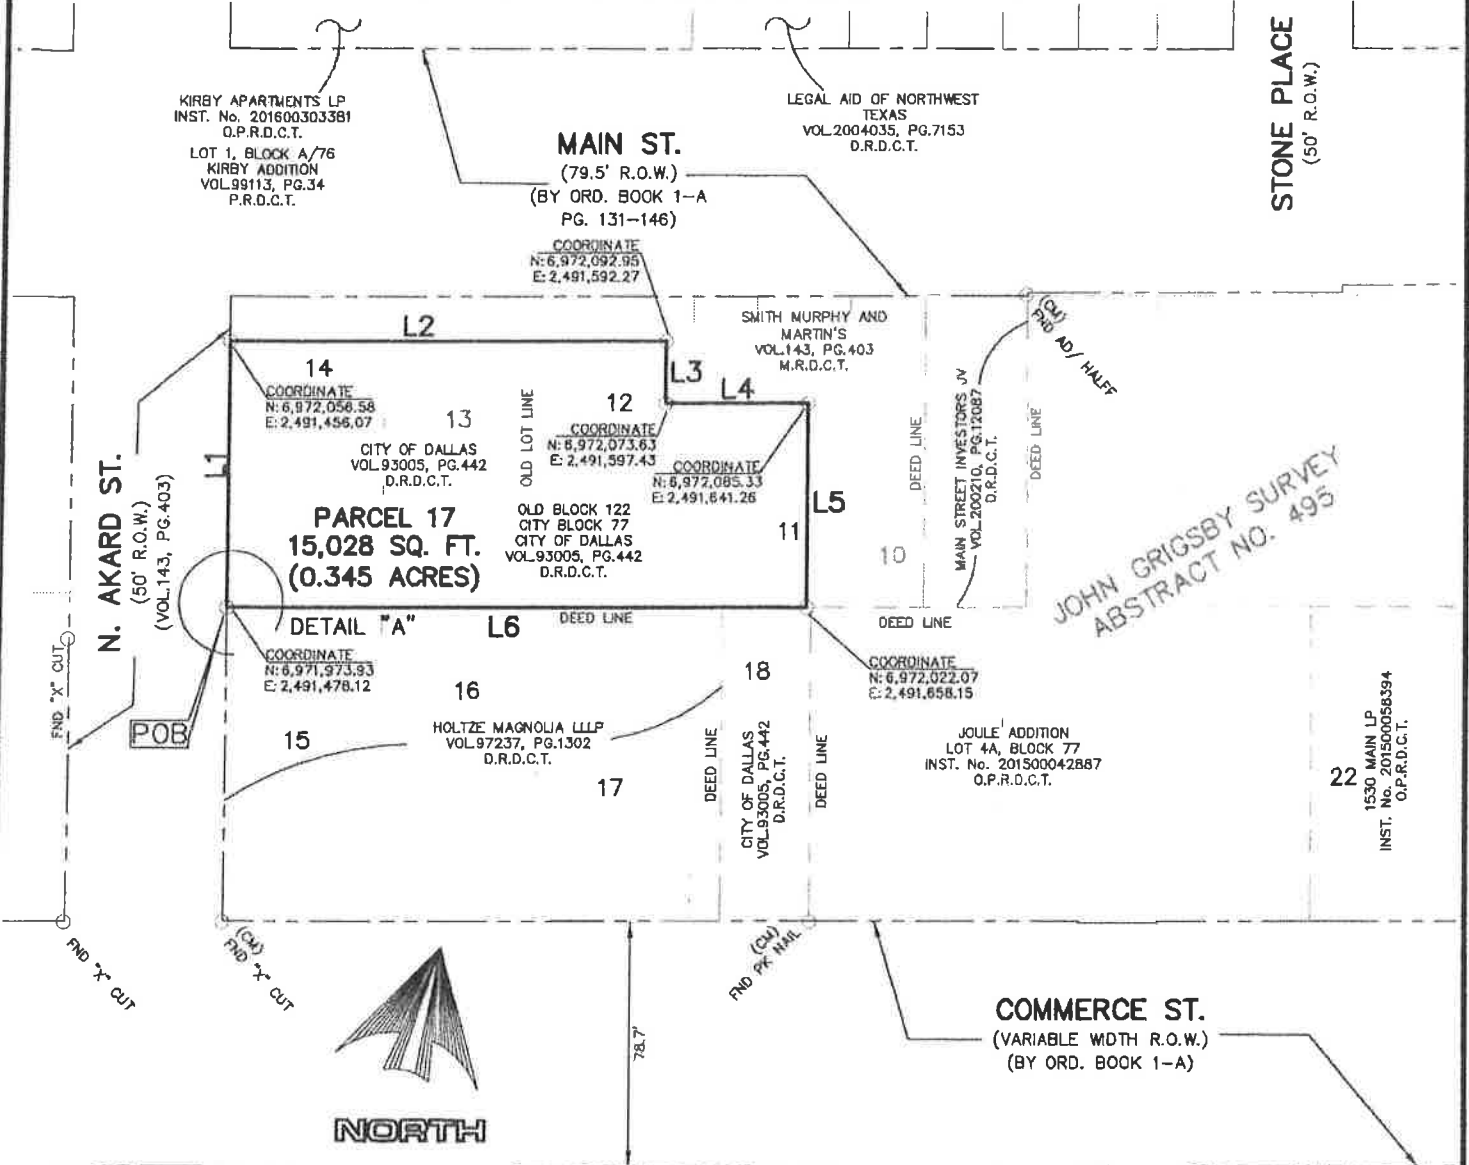 KIRBY APARTMENTS LP
INST. No. 201600303381
O.P.R.D.C.T.
LOT 1, BLOCK A/76
KIRBY ADDITION
VOL.99113, PG.34
P.R.D.C.T.
LEGAL AID OF NORTHWEST
TEXAS
VOL.2004035, PG.7153
D.R.D.C.T.
STONE PLACE
(50' R.O.W.)
MAIN ST.
(79.5' R.O.W.)
(BY ORD. BOOK 1-A
PG. 131-146)
COORDINATE
N:6,972,092.95
E:2,491,592.27
L2
L3
L4
SMITH MURPHY AND
MARTIN'S
VOL.143, PG.403
M.R.D.C.T.
(CM)
FND AD/ HALFF
14
COORDINATE
N:6,972,056.58
E:2,491,456.07
13
12
CITY OF DALLAS
VOL.93005, PG.442
D.R.D.C.T.
OLD LOT LINE
COORDINATE
N:6,972,073.63
E:2,491,597.43
COORDINATE
N:6,972,085.33
E:2,491,641.26
L1
L5
11
10
DEED LINE
MAIN STREET INVESTORS JV
VOL.200210, PG.12087
D.R.D.C.T.
DEED LINE
JOHN GRIGSBY SURVEY
ABSTRACT NO. 495
N. AKARD ST.
(50' R.O.W.)
(VOL.143, PG.403)
PARCEL 17
15,028 SQ. FT.
(0.345 ACRES)
OLD BLOCK 122
CITY BLOCK 77
CITY OF DALLAS
VOL.93005, PG.442
D.R.D.C.T.
DETAIL "A"
L6
DEED LINE
DEED LINE
COORDINATE
N:6,971,973.93
E:2,491,478.12
COORDINATE
N:6,972,022.07
E:2,491,658.15
FND "X" CUT
POB
15
16
17
18
HOLTZE MAGNOLIA LLLP
VOL.97237, PG.1302
D.R.D.C.T.
DEED LINE
CITY OF DALLAS
VOL.93005, PG.442
D.R.D.C.T.
DEED LINE
JOULE ADDITION
LOT 4A, BLOCK 77
INST. No. 201500042887
O.P.R.D.C.T.
22
1530 MAIN LP
INST. No. 201500058394
O.P.R.D.C.T.
FND "X" CUT
(CM)
FND "X" CUT
(CM)
FND PK NAIL
78.7'
NORTH
COMMERCE ST.
(VARIABLE WIDTH R.O.W.)
(BY ORD. BOOK 1-A)